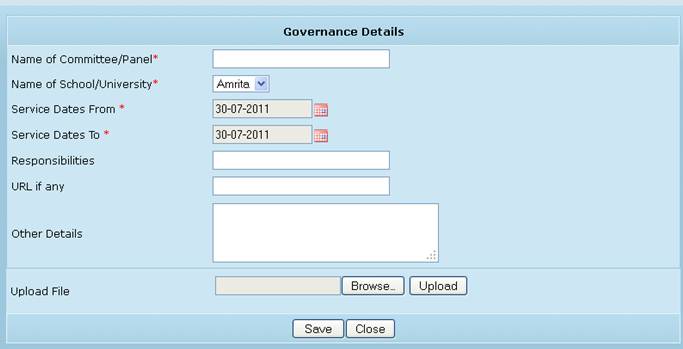 Governance Details
Name of Committee/Panel*
Name of School/University* Amrita
Service Dates From * 30-07-2011
Service Dates To * 30-07-2011
Responsibilities
URL if any
Other Details
Upload File Browse.. Upload
Save Close